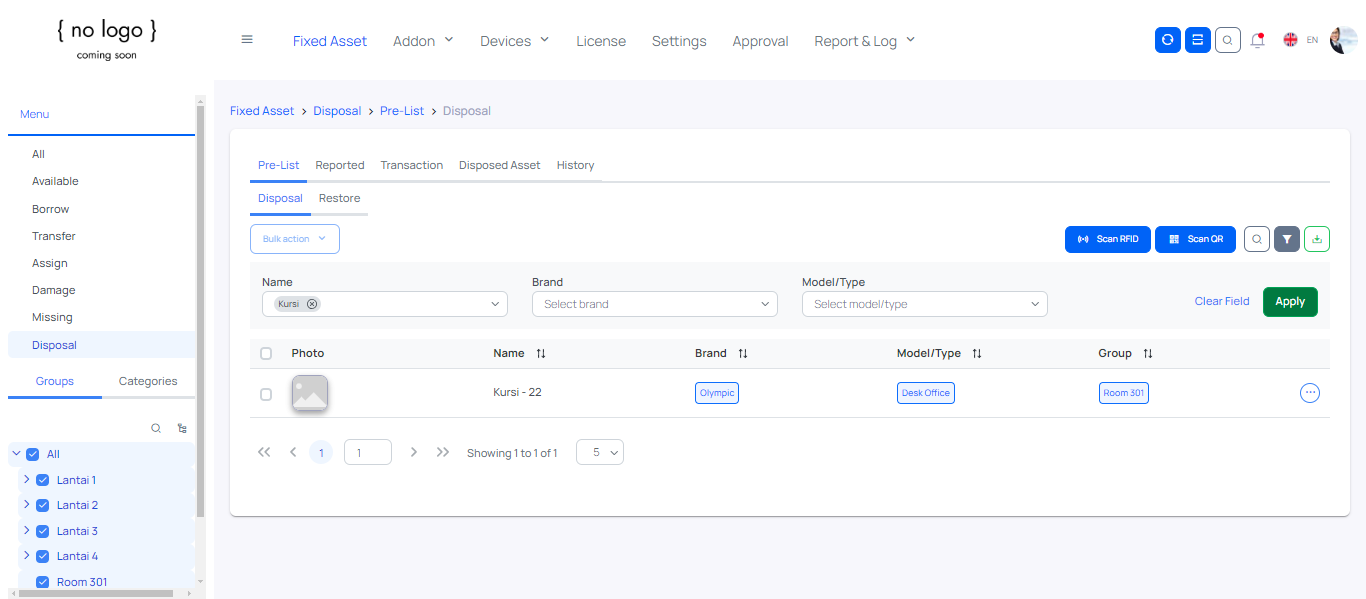 { no logo }
coming soon
Fixed Asset Addon Devices License Settings Approval Report & Log EN
Menu
All
Available
Borrow
Transfer
Assign
Damage
Missing
Disposal
Groups Categories
All
Lantai 1
Lantai 2
Lantai 3
Lantai 4
Room 301
Fixed Asset > Disposal > Pre-List > Disposal
Pre-List Reported Transaction Disposed Asset History
Disposal Restore
Bulk action Scan RFID Scan QR
Name Brand Model/Type
Kursi Select brand Select model/type Clear Field Apply
Photo Name Brand Model/Type Group
Kursi - 22 Olympic Desk Office Room 301
1 1 Showing 1 to 1 of 1 5